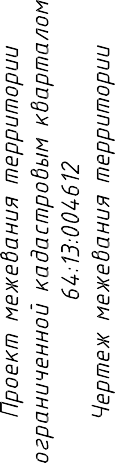 Проект межевания территории
ограниченной кадастровым кварталом
64:13:004612
Чертеж межевания территории